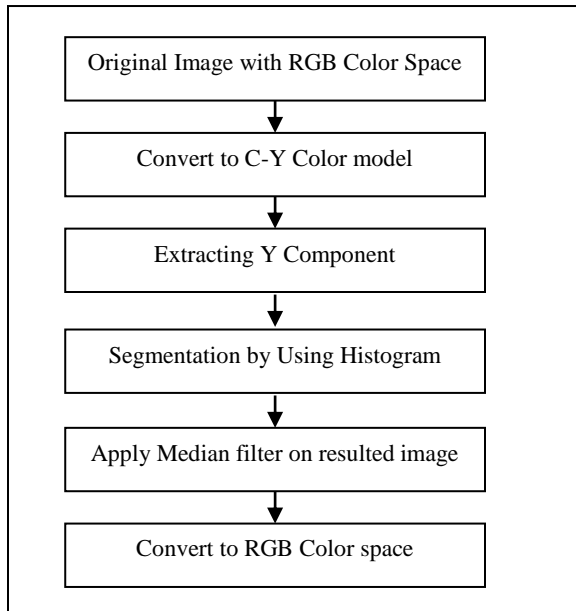 Original Image with RGB Color Space
Convert to C-Y Color model
Extracting Y Component
Segmentation by Using Histogram
Apply Median filter on resulted image
Convert to RGB Color space